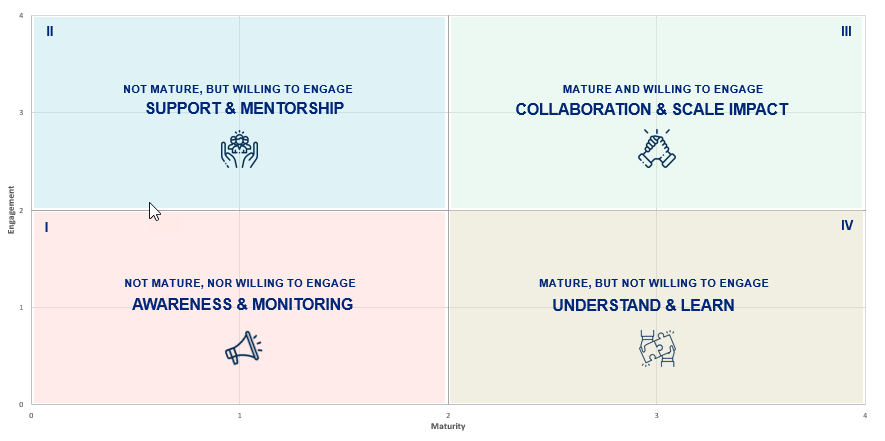 4
II
III
NOT MATURE, BUT WILLING TO ENGAGE
SUPPORT & MENTORSHIP
MATURE AND WILLING TO ENGAGE
COLLABORATION & SCALE IMPACT
3
Engagement
2
I
IV
NOT MATURE, NOR WILLING TO ENGAGE
AWARENESS & MONITORING
MATURE, BUT NOT WILLING TO ENGAGE
UNDERSTAND & LEARN
1
0
0 1 2 3 4
Maturity